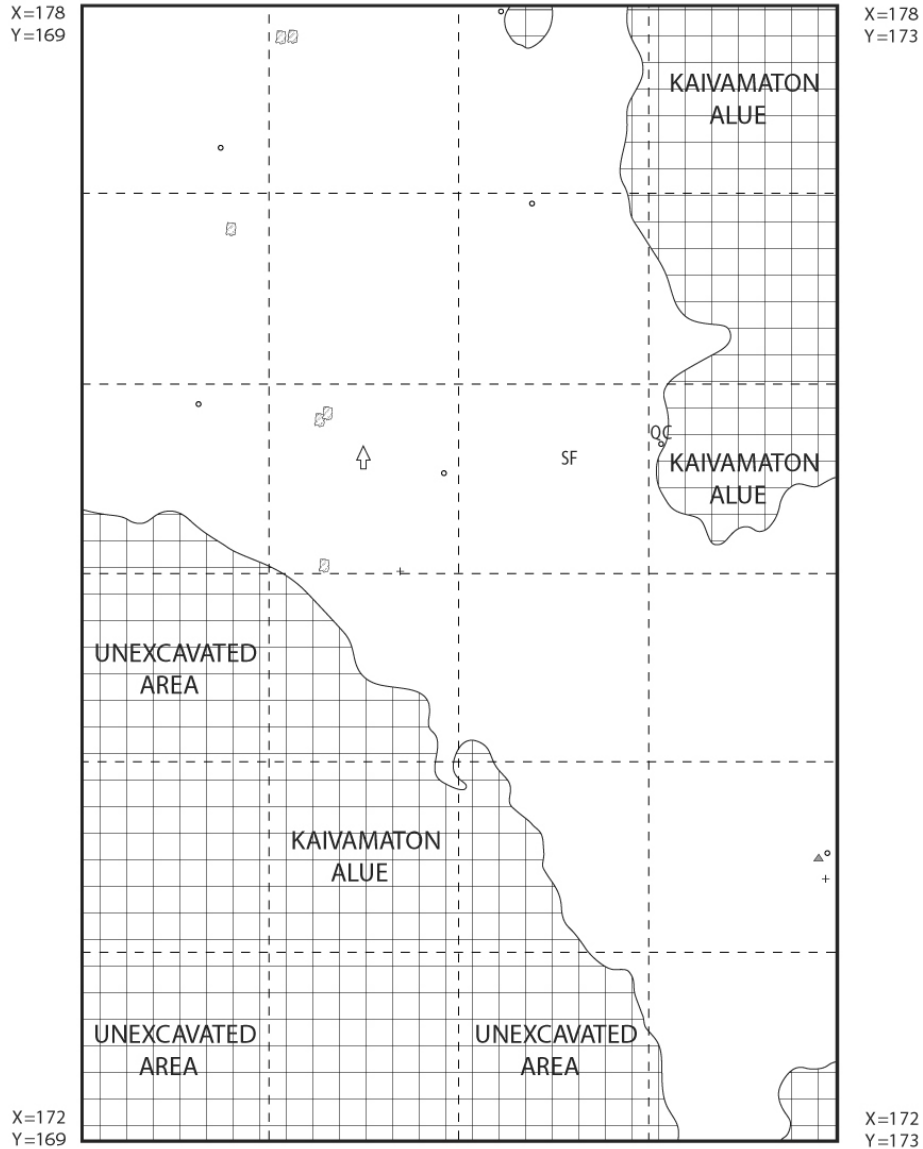 X=178
Y=169
X=178
Y=173
KAIVAMATON
ALUE
QC
SF
KAIVAMATON
ALUE
UNEXCAVATED
AREA
KAIVAMATON
ALUE
UNEXCAVATED
AREA
UNEXCAVATED
AREA
X=172
Y=169
X=172
Y=173